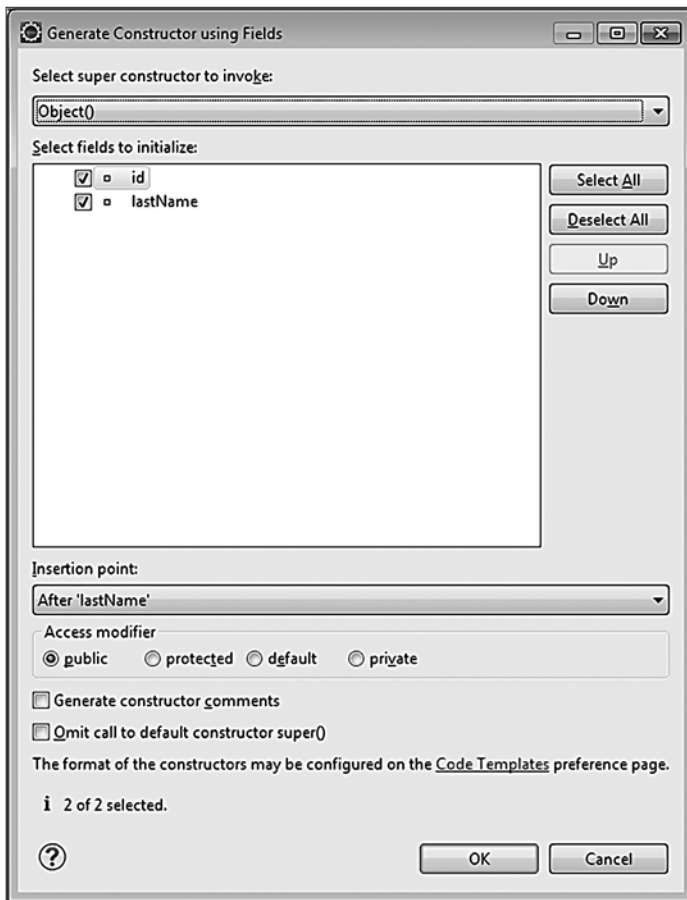 Generate Constructor using Fields
Select super constructor to invoke:
Object()
Select fields to initialize:
id
lastName
Select All
Deselect All
Up
Down
Insertion point:
After 'lastName'
Access modifier
public protected default private
Generate constructor comments
Omit call to default constructor super()
The format of the constructors may be configured on the Code Templates preference page.
i 2 of 2 selected.
?
OK Cancel